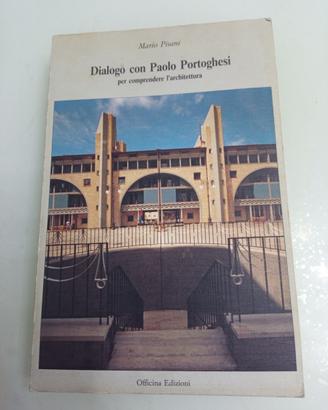 Mario Pisani
Dialogo con Paolo Portoghesi
per comprendere l'architettura
Officina Edizioni